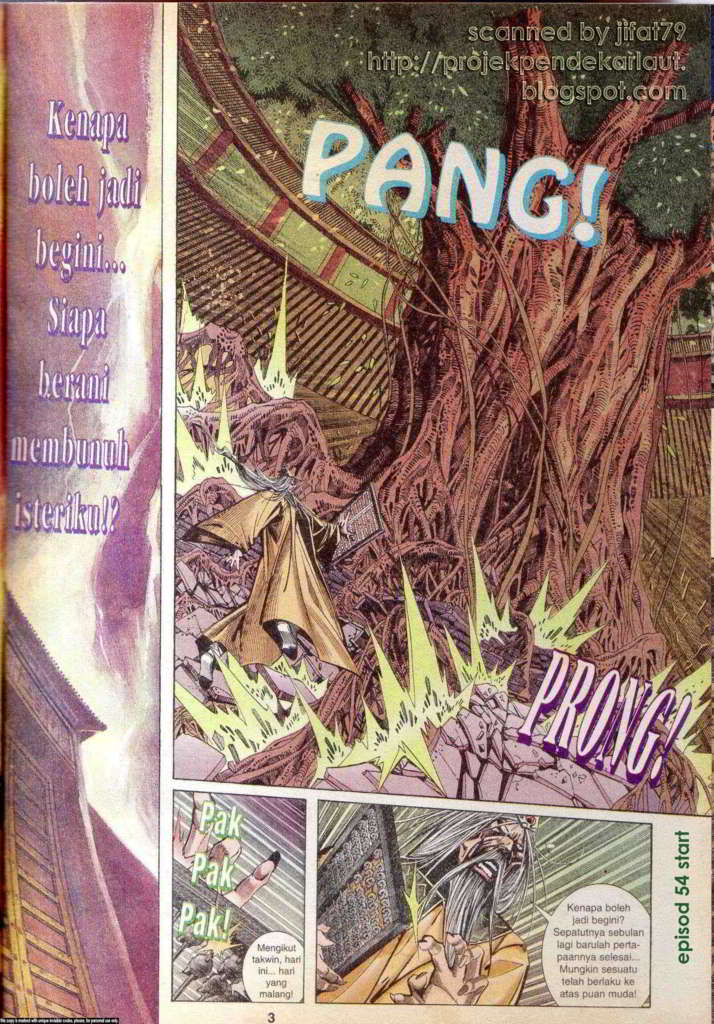 scanned by jifat79
http://projekpendekarlaut.
blogspot.com
Kenapa
boleh jadi
begini...
Siapa
berani
membunuh
isteriku!?
PANG!
PRONG!
Pak
Pak
Pak!
Mengikut
takwin, hari
ini... hari
yang
malang!
Kenapa boleh
jadi begini?
Sepatutnya sebulan
lagi barulah perta-
paannya selesai...
Mungkin sesuatu
telah berlaku ke
atas puan muda!
episod 54 start
3